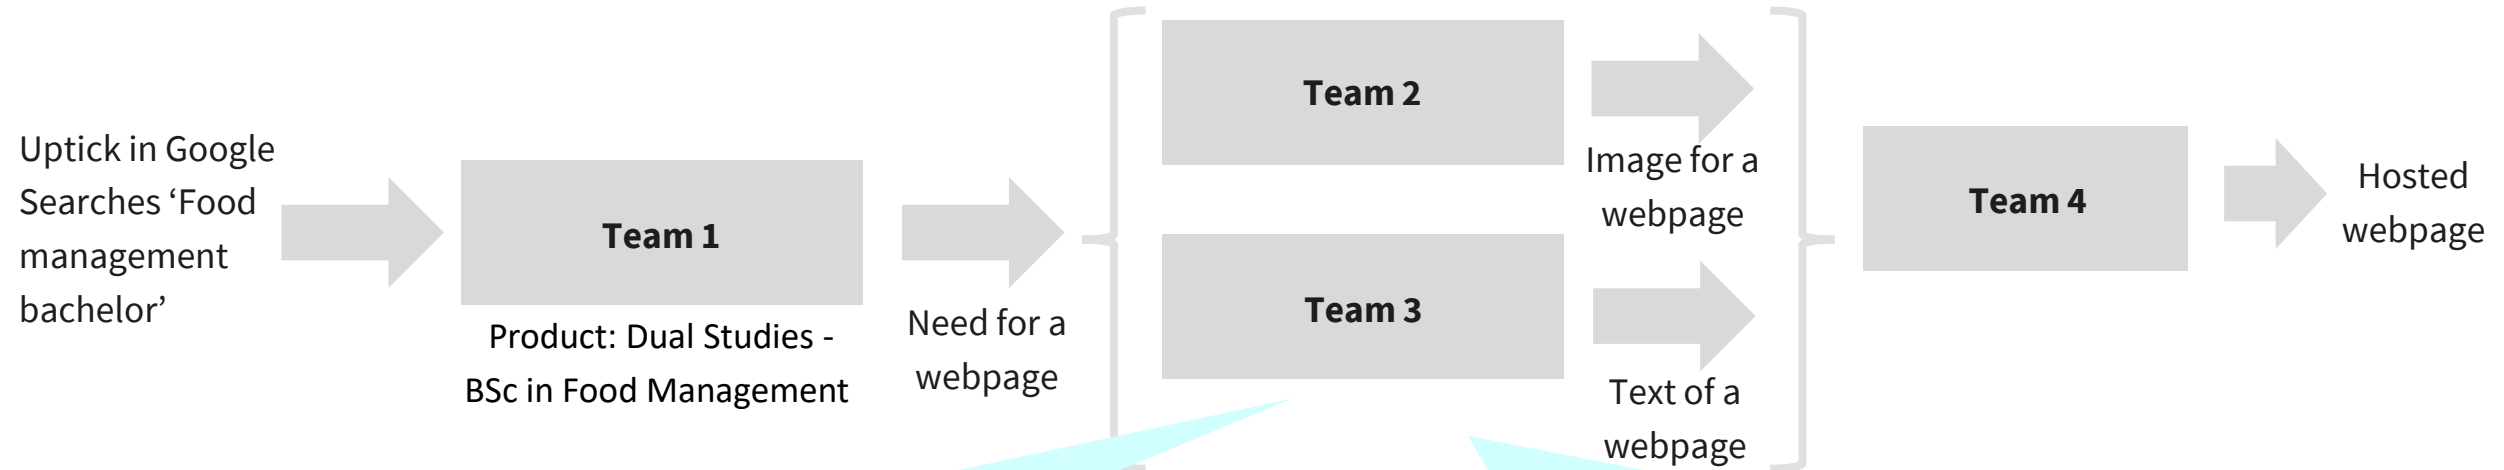 Uptick in Google
Searches ‘Food
management
bachelor’
Team 1
Product: Dual Studies -
BSc in Food Management
Need for a
webpage
Team 2
Image for a
webpage
Team 3
Text of a
webpage
Team 4
Hosted
webpage